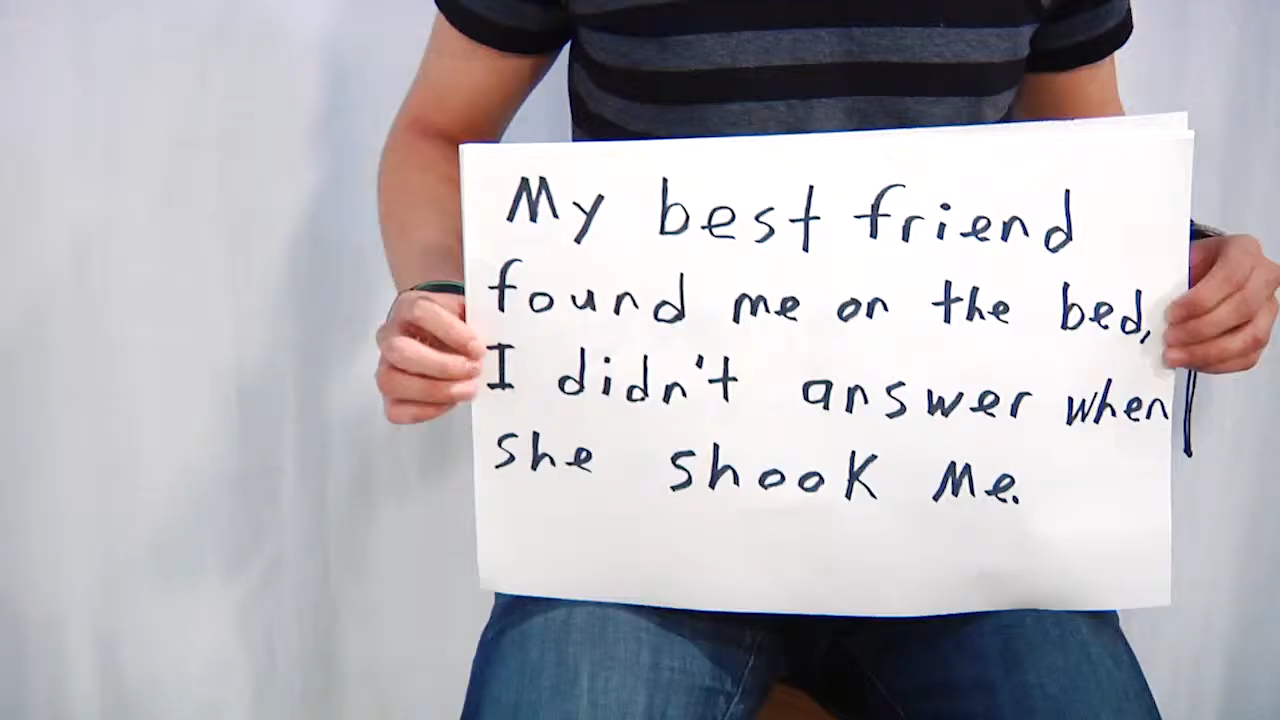 My best friend
found me on the bed,
I didn't answer when
she shook me.